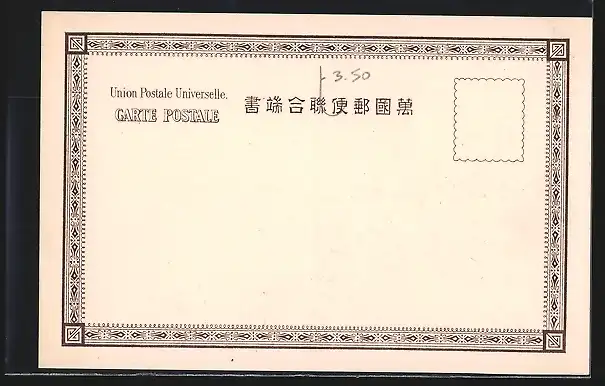 3.50
Union Postale Universelle.
CARTE POSTALE
萬國郵便聯合端書